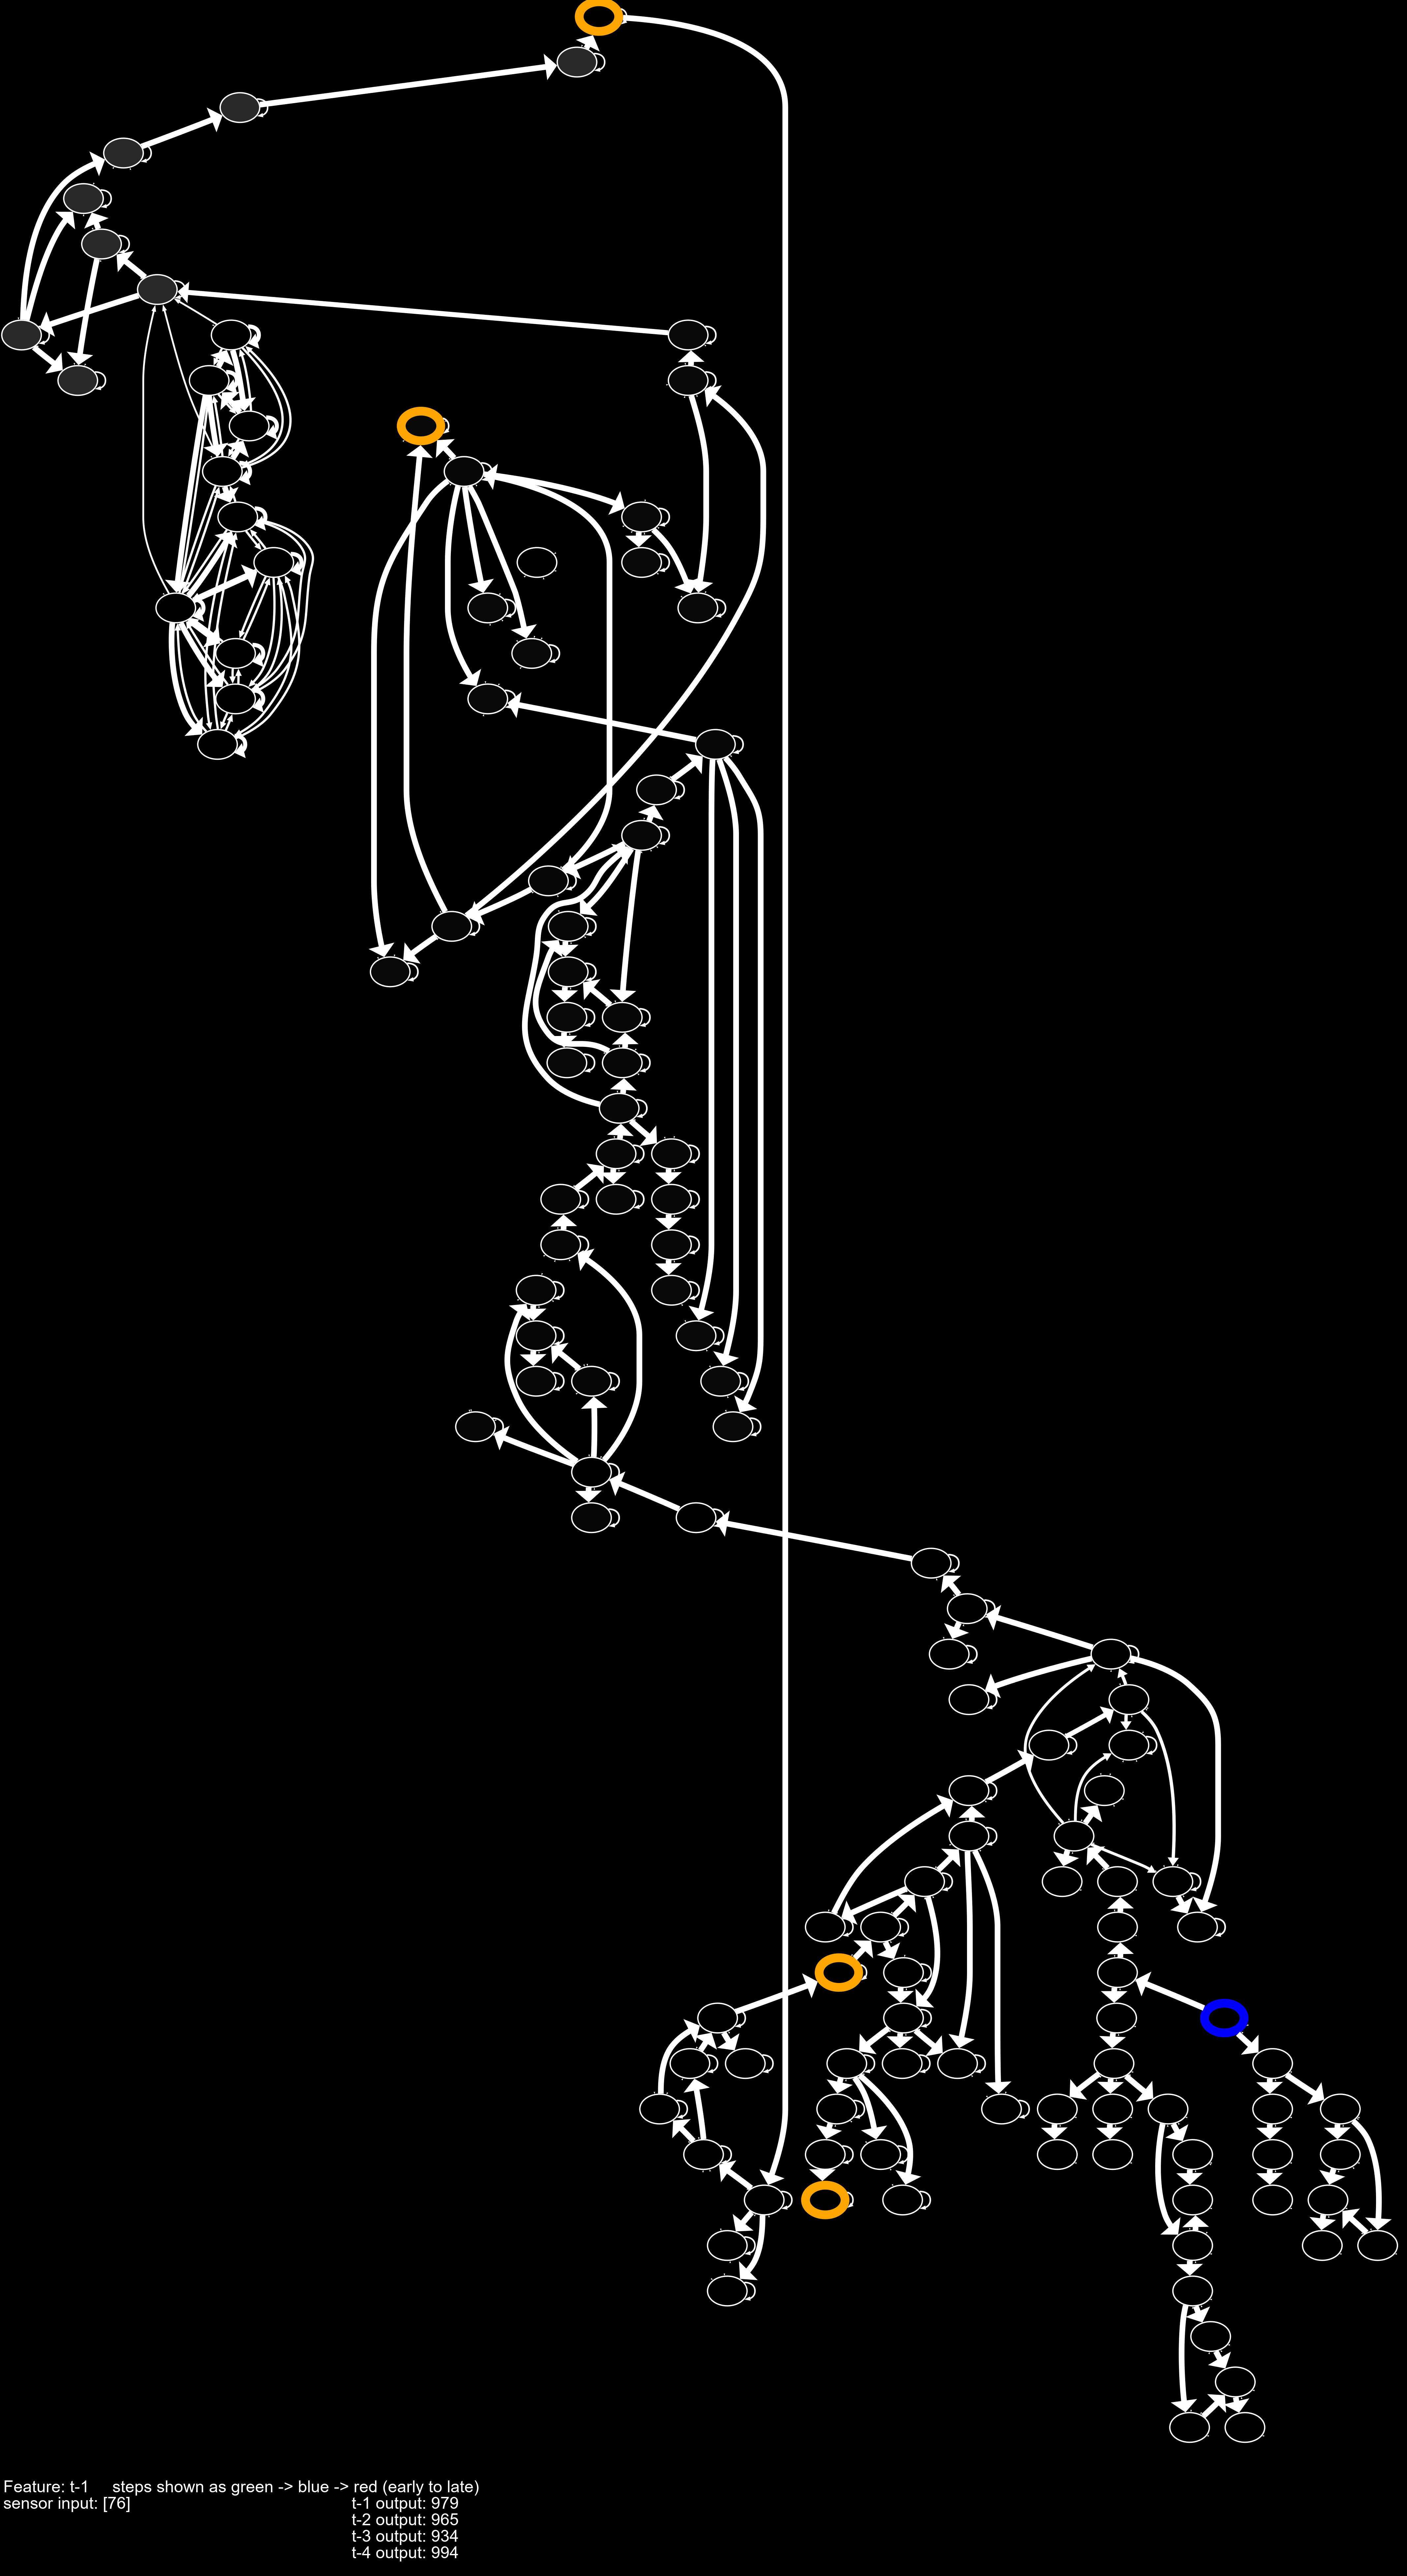 Feature: t-1     steps shown as green -> blue -> red (early to late)
sensor input: [76]
t-1 output: 979
t-2 output: 965
t-3 output: 934
t-4 output: 994